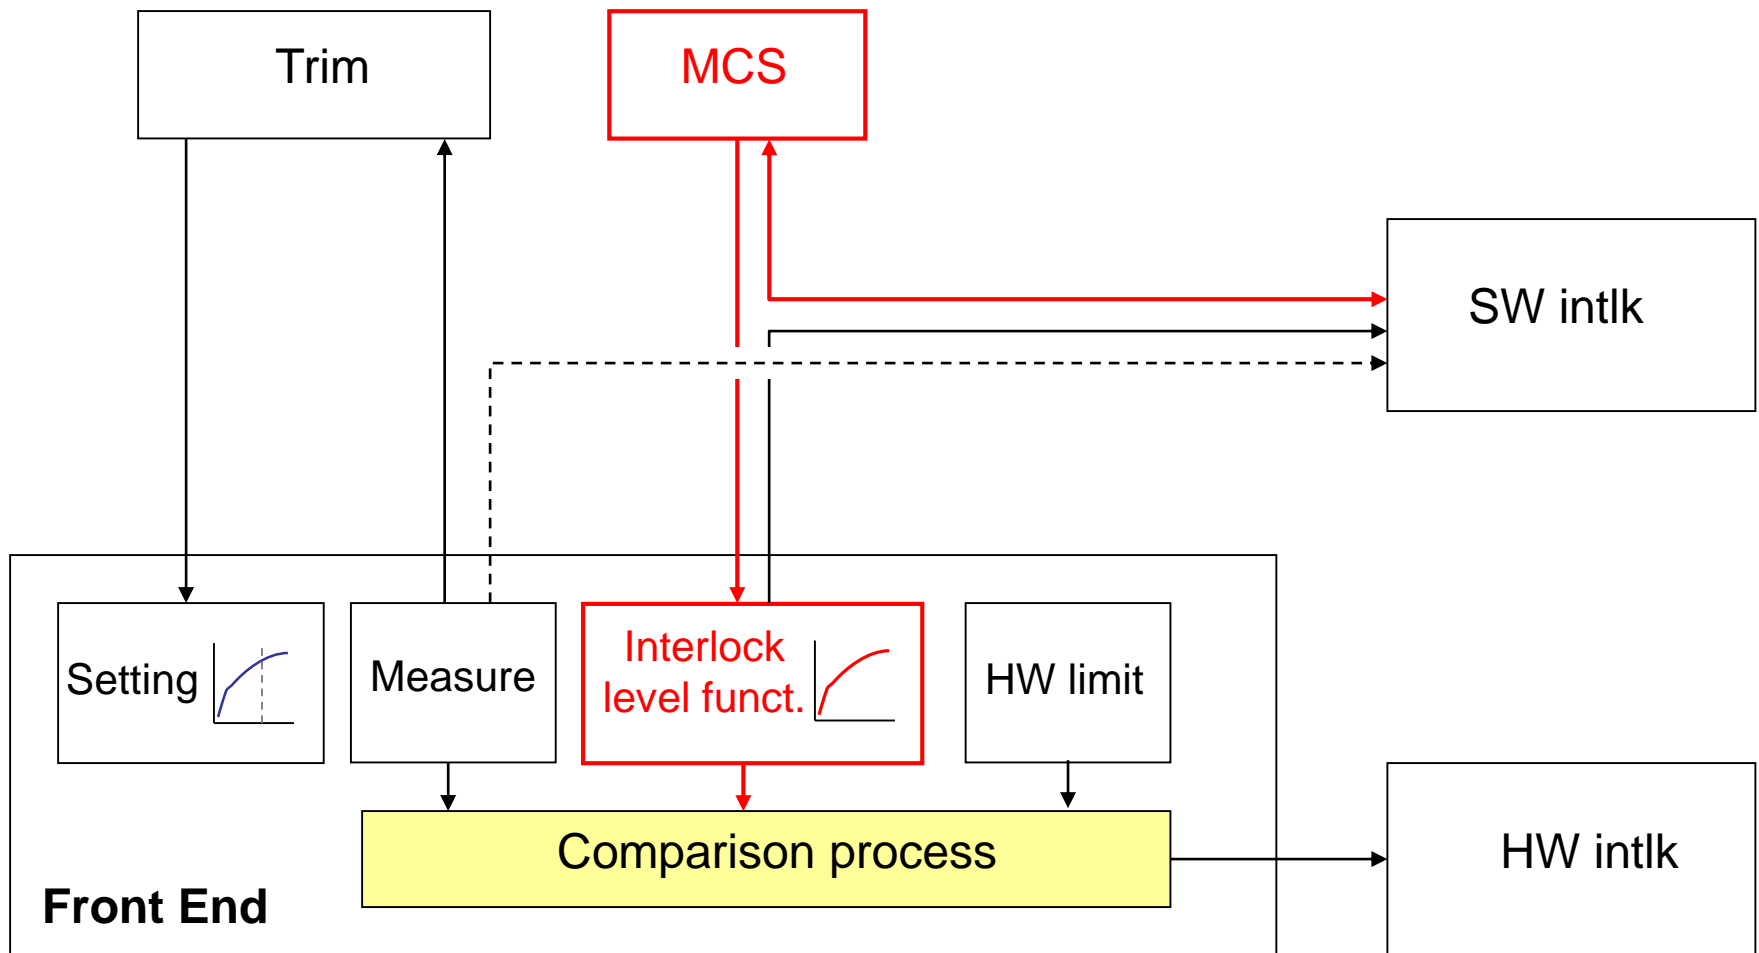 Trim
MCS
SW intlk
Setting
Measure
Interlock
level funct.
HW limit
Comparison process
HW intlk
Front End